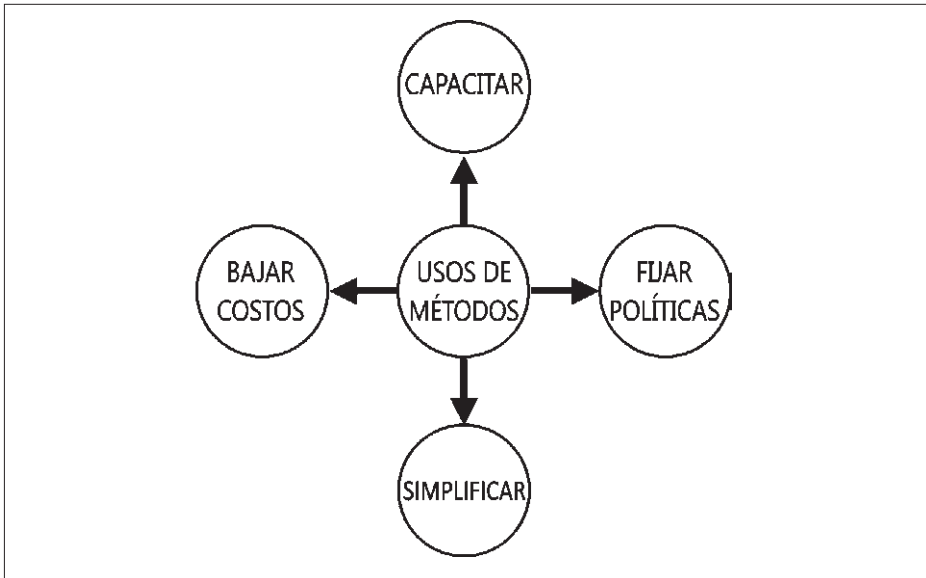 CAPACITAR
BAJAR
COSTOS
USOS DE
MÉTODOS
FIJAR
POLÍTICAS
SIMPLIFICAR